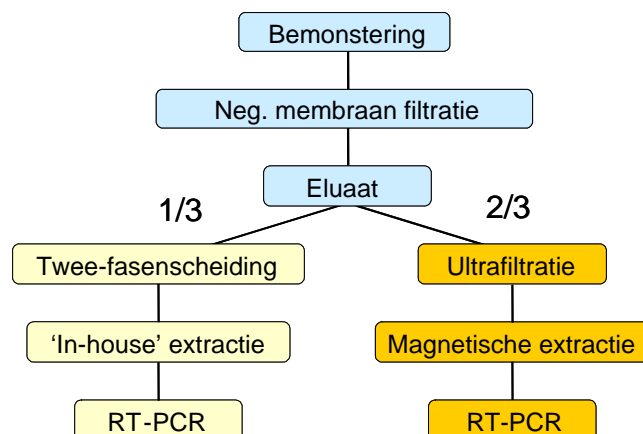 Bemonstering
Neg. membraan filtratie
Eluaat
1/3
2/3
Twee-fasenscheiding
Ultrafiltratie
‘In-house’ extractie
Magnetische extractie
RT-PCR
RT-PCR